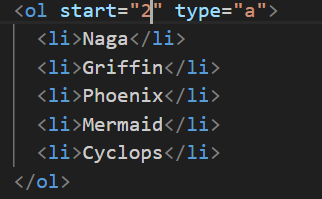 <ol start="2" type="a">
<li>Naga</li>
<li>Griffin</li>
<li>Phoenix</li>
<li>Mermaid</li>
<li>Cyclops</li>
</ol>